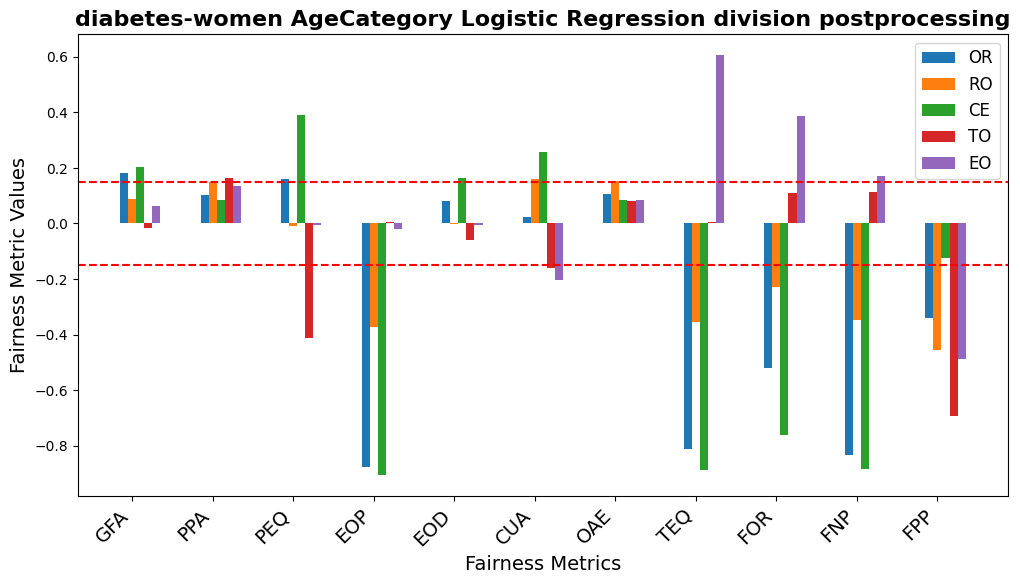 diabetes-women AgeCategory Logistic Regression division postprocessing
Fairness Metric Values
0.6
0.4
0.2
0.0
−0.2
−0.4
−0.6
−0.8
OR
RO
CE
TO
EO
GFA
PPA
PEQ
EOP
EOD
CUA
OAE
TEQ
FOR
FNP
FPP
Fairness Metrics